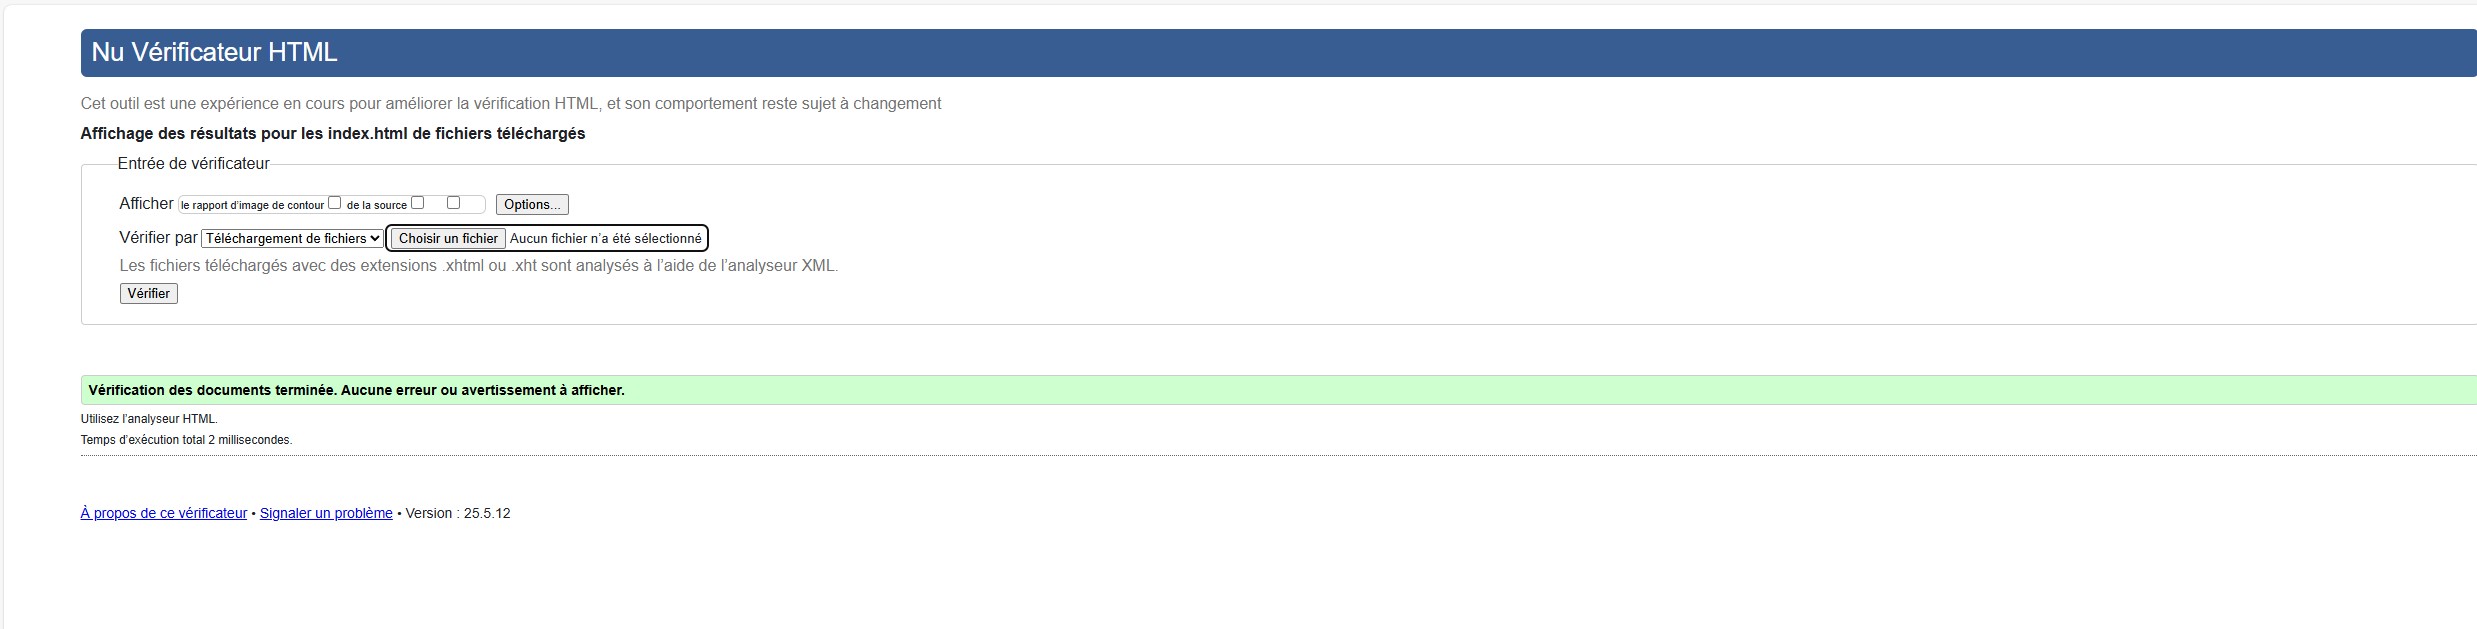 Nu Vérificateur HTML
Cet outil est une expérience en cours pour améliorer la vérification HTML, et son comportement reste sujet à changement
Affichage des résultats pour les index.html de fichiers téléchargés
Entrée de vérificateur
Afficher le rapport d'image de contour de la source Options...
Vérifier par Téléchargement de fichiers Choisir un fichier Aucun fichier n'a été sélectionné
Les fichiers téléchargés avec des extensions .xhtml ou .xht sont analysés à l'aide de l'analyseur XML.
Vérifier
Vérification des documents terminée. Aucune erreur ou avertissement à afficher.
Utilisez l'analyseur HTML.
Temps d'exécution total 2 millisecondes.
À propos de ce vérificateur • Signaler un problème • Version : 25.5.12